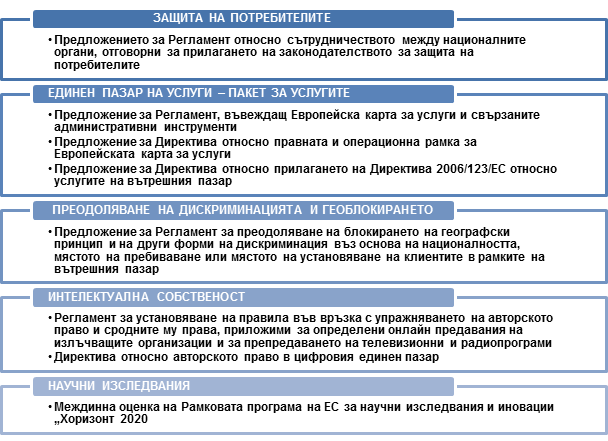 ЗАЩИТА НА ПОТРЕБИТЕЛИТЕ
• Предложението за Регламент относно сътрудничеството между националните
органи, отговорни за прилагането на законодателството за защита на
потребителите
ЕДИНЕН ПАЗАР НА УСЛУГИ – ПАКЕТ ЗА УСЛУГИТЕ
• Предложение за Регламент, въвеждащ Европейска карта за услуги и свързаните
административни инструменти
• Предложение за Директива относно правната и операционна рамка за
Европейската карта за услуги
• Предложение за Директива относно прилагането на Директива 2006/123/ЕС относно
услугите на вътрешния пазар
ПРЕОДОЛЯВАНЕ НА ДИСКРИМИНАЦИЯТА И ГЕОБЛОКИРАНЕТО
• Предложение за Регламент за преодоляване на блокирането на географски
принцип и на други форми на дискриминация въз основа на националността,
мястото на пребиваване или мястото на установяване на клиентите в рамките на
вътрешния пазар
ИНТЕЛЕКТУАЛНА СОБСТВЕНОСТ
• Регламент за установяване на правила във връзка с упражняването на авторското
право и сродните му права, приложими за определени онлайн предавания на
излъчващите организации и за препредаването на телевизионни и радиопрограми
• Директива относно авторското право в цифровия единен пазар
НАУЧНИ ИЗСЛЕДВАНИЯ
• Междинна оценка на Рамковата програма на ЕС за научни изследвания и иновации
„Хоризонт 2020